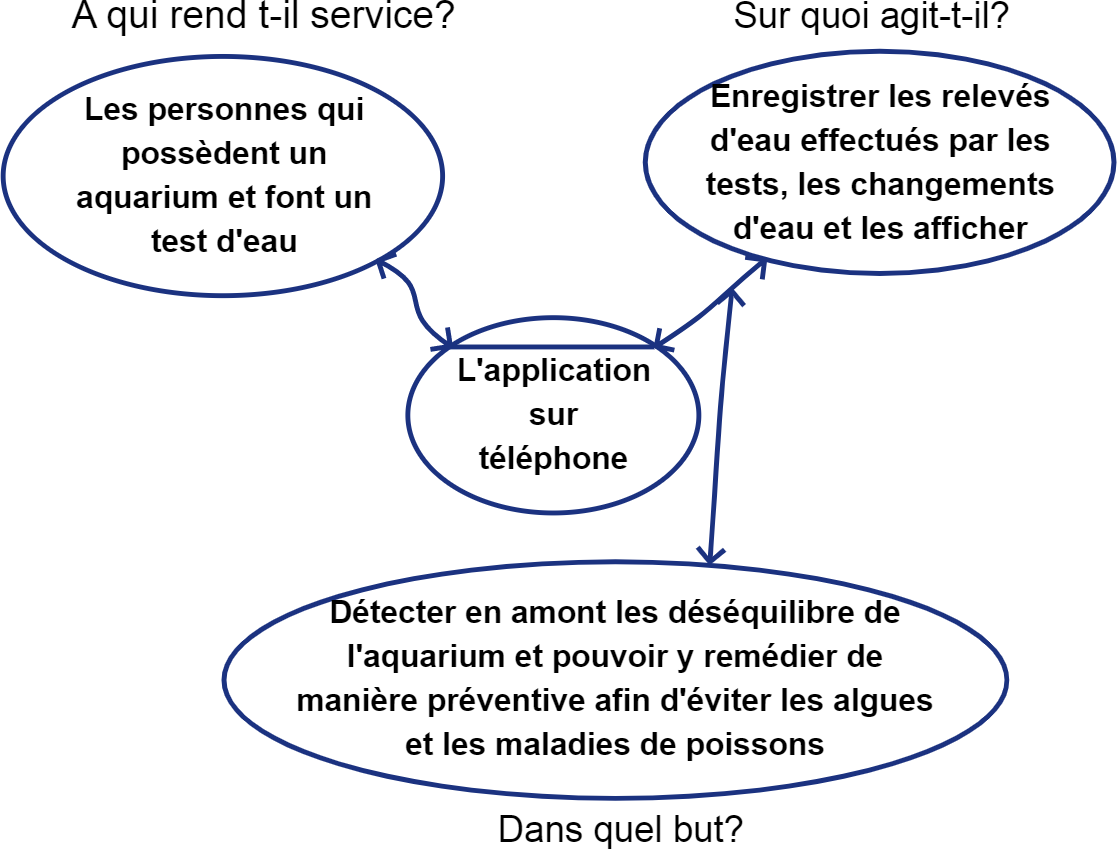 A qui rend t-il service?
Sur quoi agit-t-il?
Les personnes qui
possèdent un
aquarium et font un
test d'eau
Enregistrer les relevés
d'eau effectués par les
tests, les changements
d'eau et les afficher
L'application
sur
téléphone
Détecter en amont les déséquilibre de
l'aquarium et pouvoir y remédier de
manière préventive afin d'éviter les algues
et les maladies de poissons
Dans quel but?